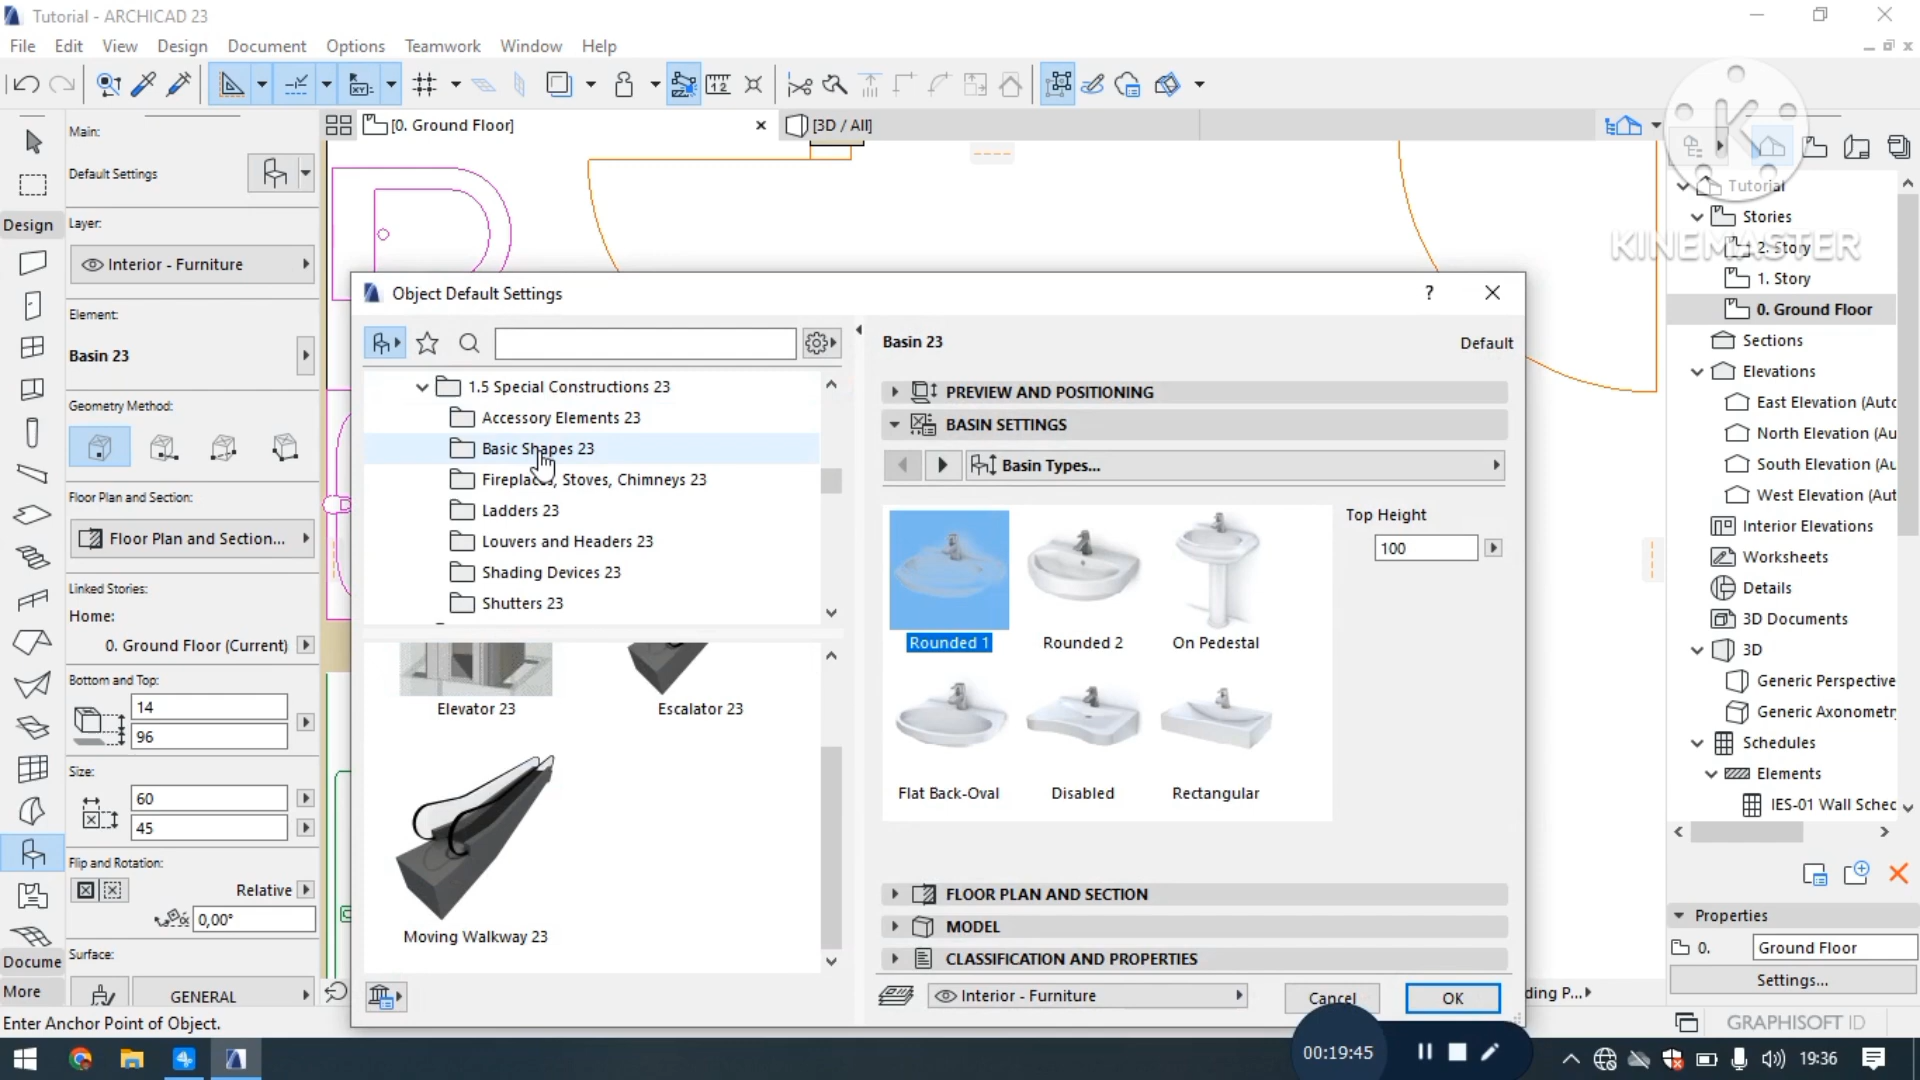 Tutorial - ARCHICAD 23
File Edit View Design Document Options Teamwork Window Help
Main:
[0. Ground Floor]
[3D / All]
Default Settings
Design
Layer:
Interior - Furniture
Element:
Basin 23
Geometry Method:
Floor Plan and Section:
Floor Plan and Section...
Linked Stories:
Home:
0. Ground Floor (Current)
Bottom and Top:
14
96
Size:
60
45
Flip and Rotation:
Relative
0,00°
Surface:
GENERAL
Docume
More
Enter Anchor Point of Object.
Object Default Settings
?
1.5 Special Constructions 23
Accessory Elements 23
Basic Shapes 23
Fireplaces, Stoves, Chimneys 23
Ladders 23
Louvers and Headers 23
Shading Devices 23
Shutters 23
Elevator 23
Escalator 23
Moving Walkway 23
Basin 23
Default
PREVIEW AND POSITIONING
BASIN SETTINGS
Basin Types...
Rounded 1
Rounded 2
On Pedestal
Flat Back-Oval
Disabled
Rectangular
Top Height
100
FLOOR PLAN AND SECTION
MODEL
CLASSIFICATION AND PROPERTIES
Interior - Furniture
Cancel
OK
ding P...
K
KINEMASTER
Tutorial
Stories
2. Story
1. Story
0. Ground Floor
Sections
Elevations
East Elevation (Auto
North Elevation (Au
South Elevation (Au
West Elevation (Aut
Interior Elevations
Worksheets
Details
3D Documents
3D
Generic Perspective
Generic Axonometr
Schedules
Elements
IES-01 Wall Sched
Properties
0.
Ground Floor
Settings...
GRAPHISOFT ID
00:19:45
19:36